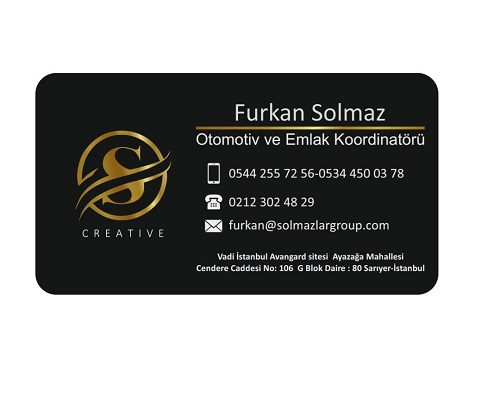 Furkan Solmaz
Otomotiv ve Emlak Koordinatörü
0544 255 72 56-0534 450 03 78
0212 302 48 29
furkan@solmazlargroup.com
S
CREATIVE
Vadi İstanbul Avangard sitesi Ayazağa Mahallesi
Cendere Caddesi No: 106 G Blok Daire : 80 Sarıyer-İstanbul